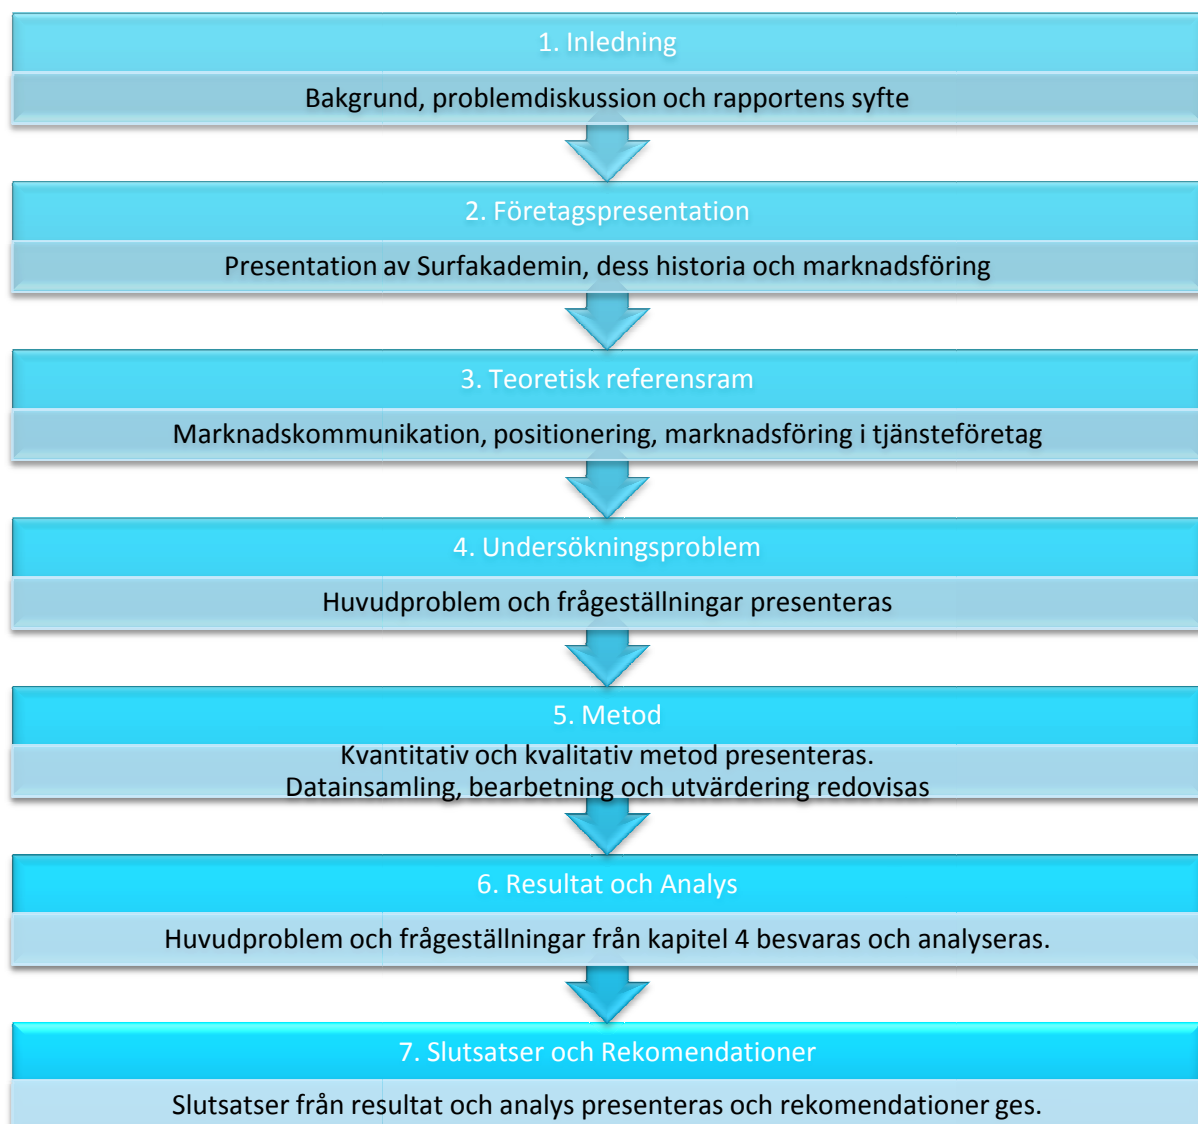 1. Inledning
Bakgrund, problemdiskussion och rapportens syfte
2. Företagspresentation
Presentation av Surfakademin, dess historia och marknadsföring
3. Teoretisk referensram
Marknadskommunikation, positionering, marknadsföring i tjänsteföretag
4. Undersökningsproblem
Huvudproblem och frågeställningar presenteras
5. Metod
Kvantitativ och kvalitativ metod presenteras.
Datainsamling, bearbetning och utvärdering redovisas
6. Resultat och Analys
Huvudproblem och frågeställningar från kapitel 4 besvaras och analyseras.
7. Slutsatser och Rekomendationer
Slutsatser från resultat och analys presenteras och rekomendationer ges.